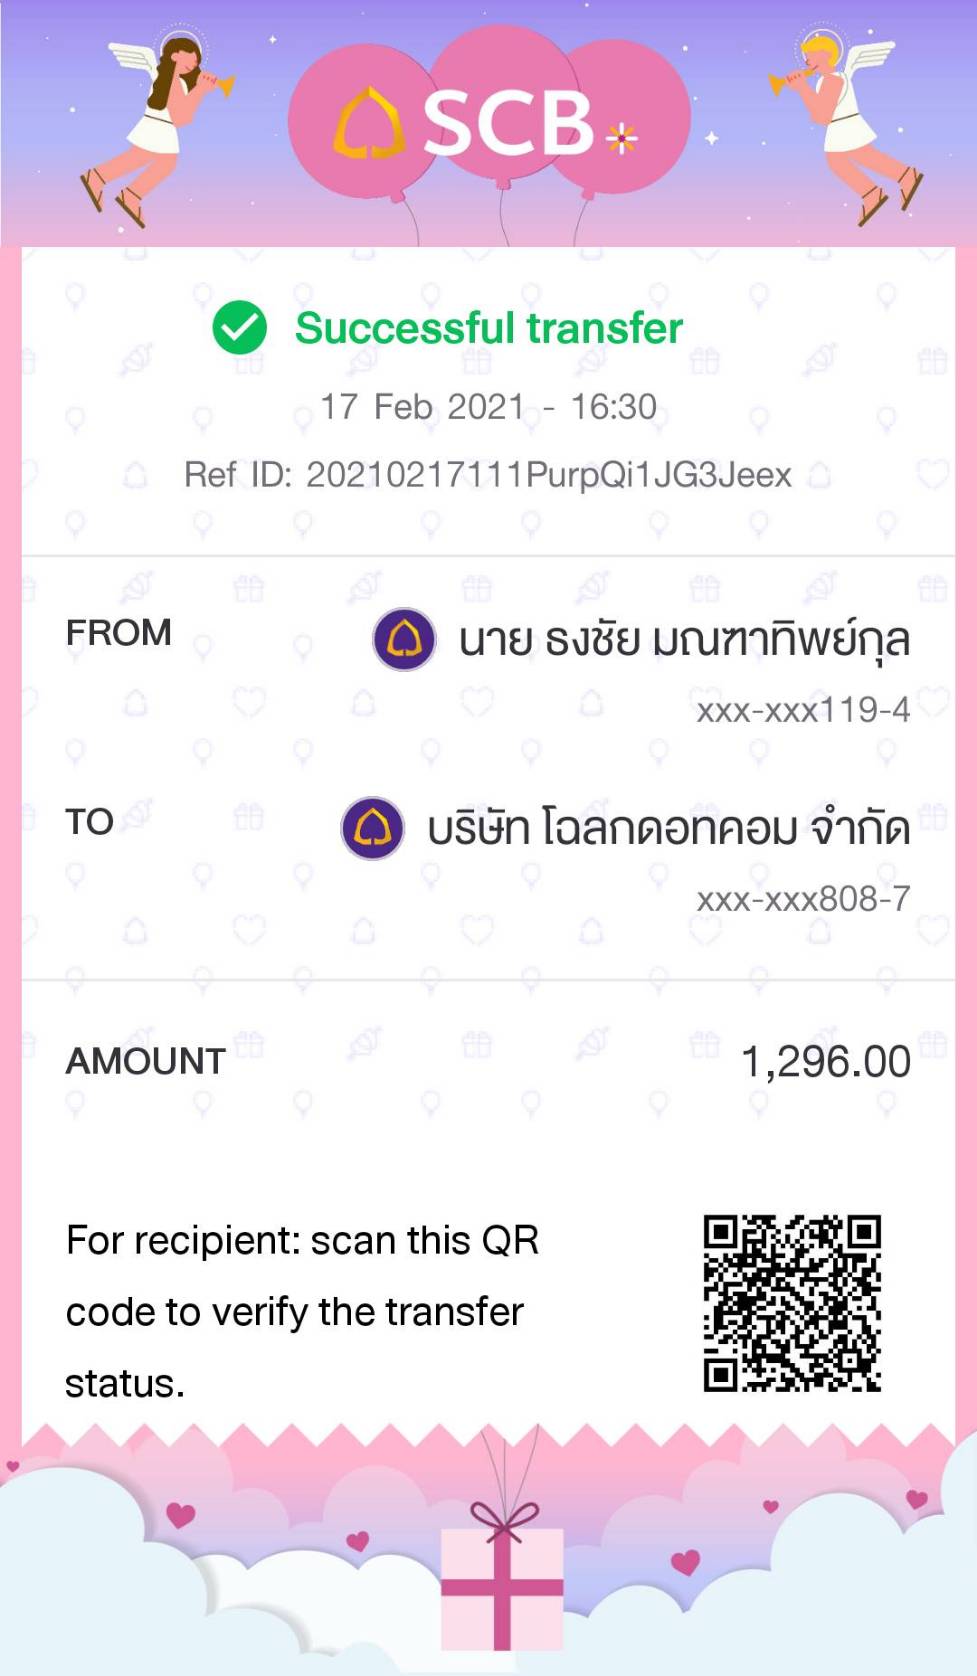 SCB
Successful transfer
17 Feb 2021 - 16:30
Ref ID: 20210217111PurpQi1JG3Jeex
FROM
นาย ธงชัย มณฑาทิพย์กุล
xxx-xxx119-4
TO
บริษัท โฉลกดอทคอม จำกัด
xxx-xxx808-7
AMOUNT
1,296.00
For recipient: scan this QR
code to verify the transfer
status.